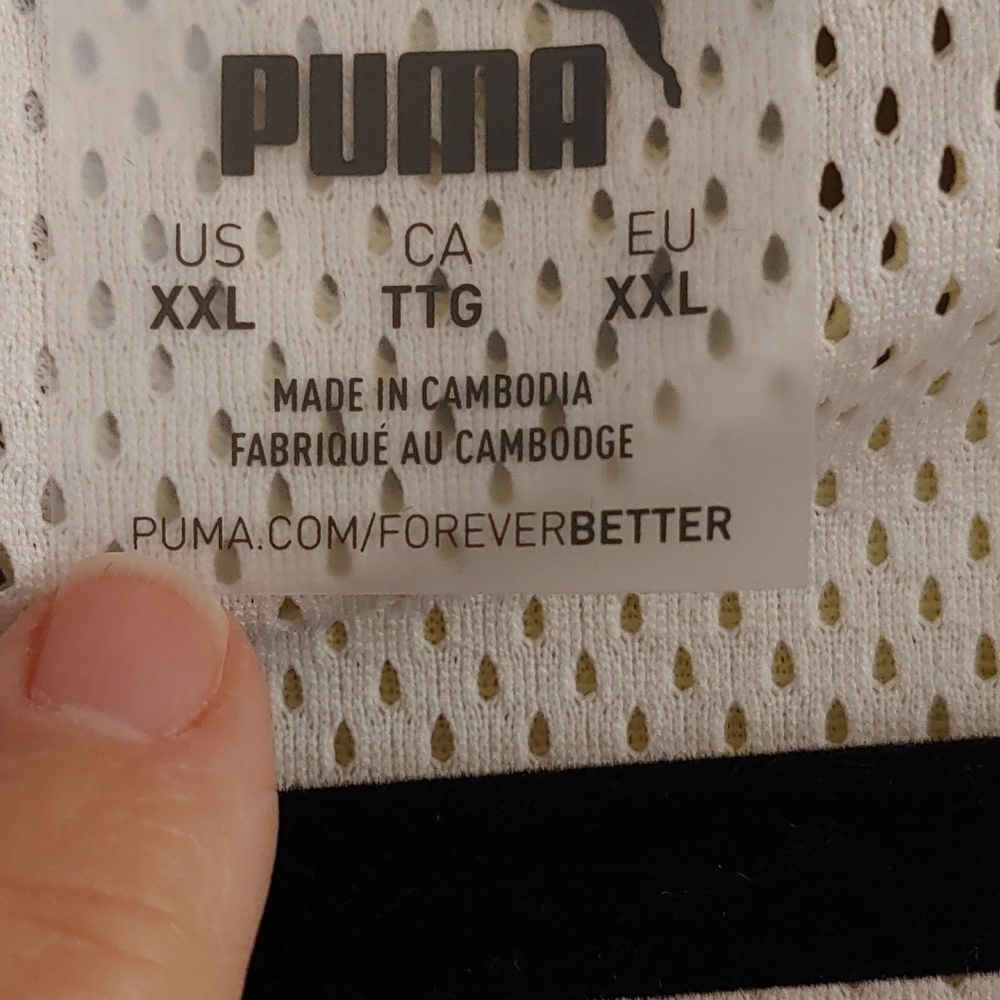 PUMA
US CA EU
XXL TTG XXL
MADE IN CAMBODIA
FABRIQUÉ AU CAMBODGE
PUMA.COM/FOREVERBETTER